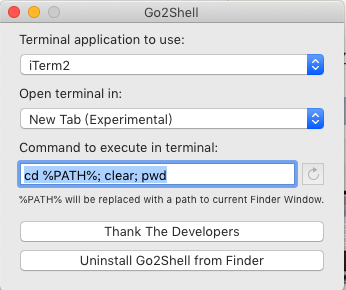 Go2Shell
Terminal application to use:
iTerm2
Open terminal in:
New Tab (Experimental)
Command to execute in terminal:
cd %PATH%; clear; pwd
%PATH% will be replaced with a path to current Finder Window.
Thank The Developers
Uninstall Go2Shell from Finder